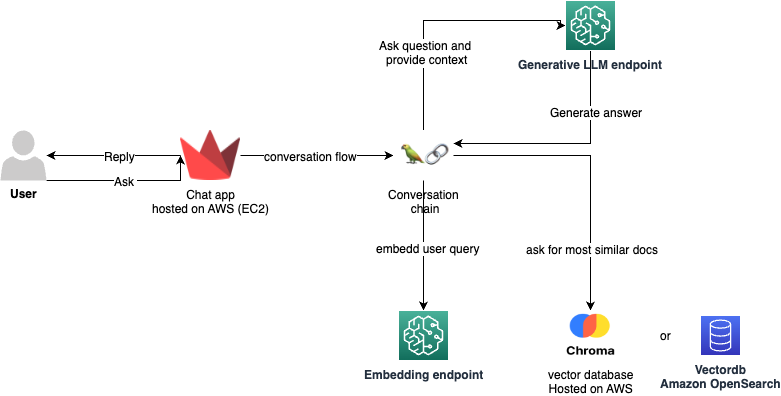 Ask question and
provide context
Generative LLM endpoint
Generate answer
Reply
Ask
User
Chat app
hosted on AWS (EC2)
conversation flow
Conversation
chain
embedd user query
ask for most similar docs
Embedding endpoint
Chroma
vector database
Hosted on AWS
or
Vectordb
Amazon OpenSearch